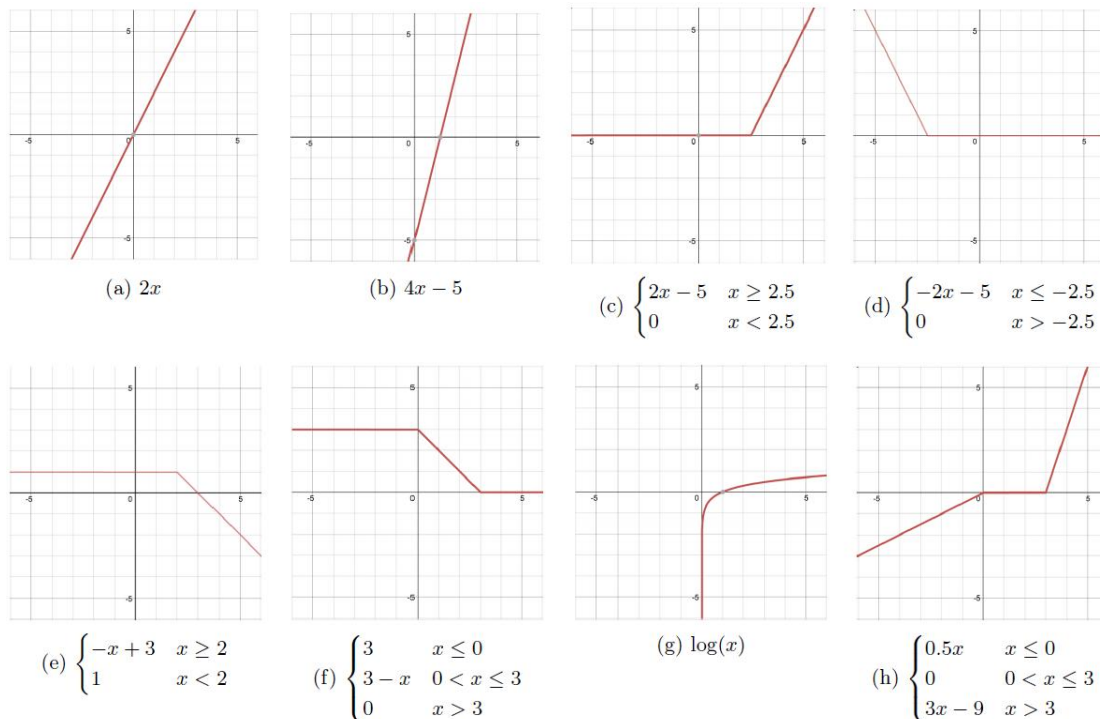 5
-5
0
5
-5
5
-5
0
5
-5
5
-5
0
5
-5
5
-5
0
5
-5
(a) 2x
(b) 4x − 5
(c) { 2x − 5 x ≥ 2.5
0 x < 2.5
(d) { −2x − 5 x ≤ −2.5
0 x > −2.5
5
-5
0
5
-5
5
-5
0
5
-5
5
-5
0
5
-5
5
-5
0
5
-5
(e) { −x + 3 x ≥ 2
1 x < 2
(f) { 3 x ≤ 0
3 − x 0 < x ≤ 3
0 x > 3
(g) log(x)
(h) { 0.5x x ≤ 0
0 0 < x ≤ 3
3x − 9 x > 3